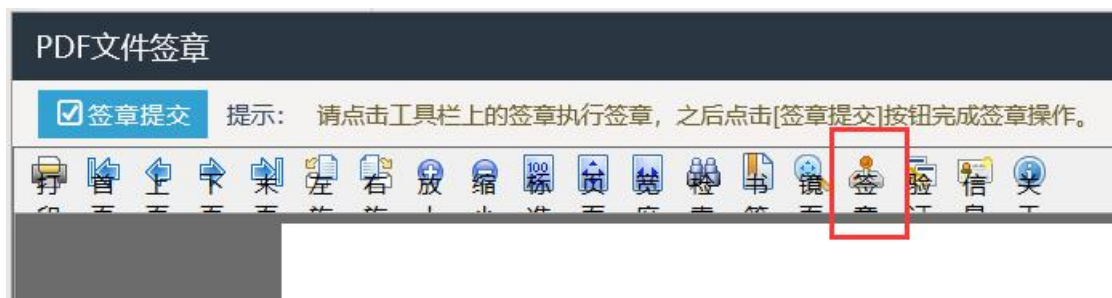 PDF文件签章
签章提交 提示： 请点击工具栏上的签章执行签章，之后点击[签章提交]按钮完成签章操作。
打 首 上 下 末 左 右 放 缩 标 页 宽 检 书 镜 签 验 信 关
100